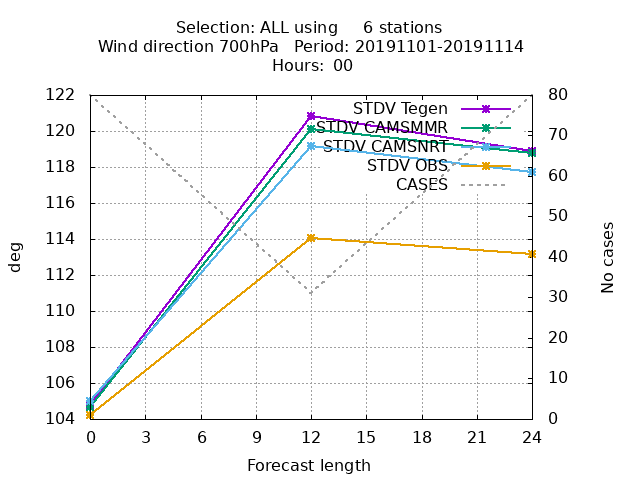 Selection: ALL using 6 stations
Wind direction 700hPa Period: 20191101-20191114
Hours: 00
122
120
118
116
114
112
110
108
106
104
deg
STDV Tegen
STDV CAMSMMR
STDV CAMSNRT
STDV OBS
CASES
80
70
60
50
40
30
20
10
0
No cases
0 3 6 9 12 15 18 21 24
Forecast length